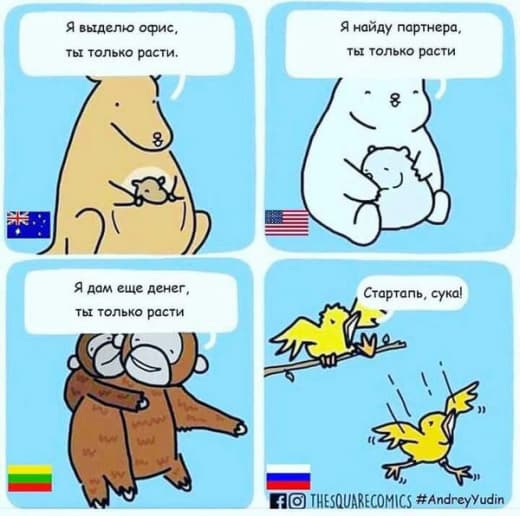 Я выделю офис,
ты только расти.
Я найду партнера,
ты только расти
Я дам еще денег,
ты только расти
Стартапь, сука!
THESQUARECOMICS #AndreyYudin